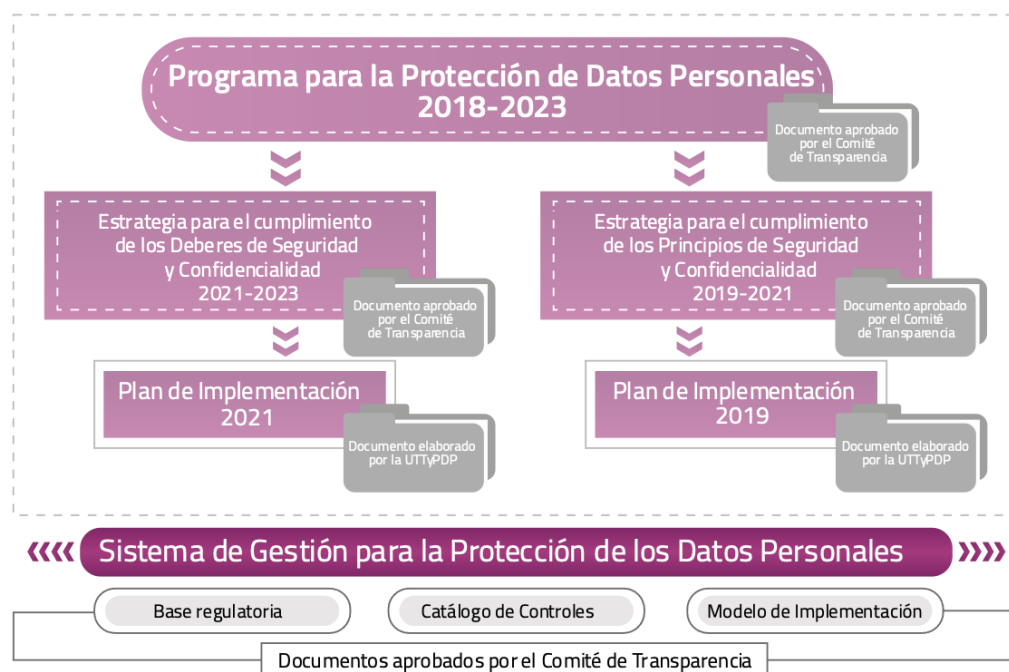 Programa para la Protección de Datos Personales
2018-2023
Documento aprobado
por el Comité
de Transparencia
Estrategia para el cumplimiento
de los Deberes de Seguridad
y Confidencialidad
2021-2023
Documento aprobado
por el Comité
de Transparencia
Estrategia para el cumplimiento
de los Principios de Seguridad
y Confidencialidad
2019-2021
Documento aprobado
por el Comité
de Transparencia
Plan de Implementación
2021
Documento elaborado
por la UTTyPDP
Plan de Implementación
2019
Documento elaborado
por la UTTyPDP
Sistema de Gestión para la Protección de los Datos Personales
Base regulatoria
Catálogo de Controles
Modelo de Implementación
Documentos aprobados por el Comité de Transparencia